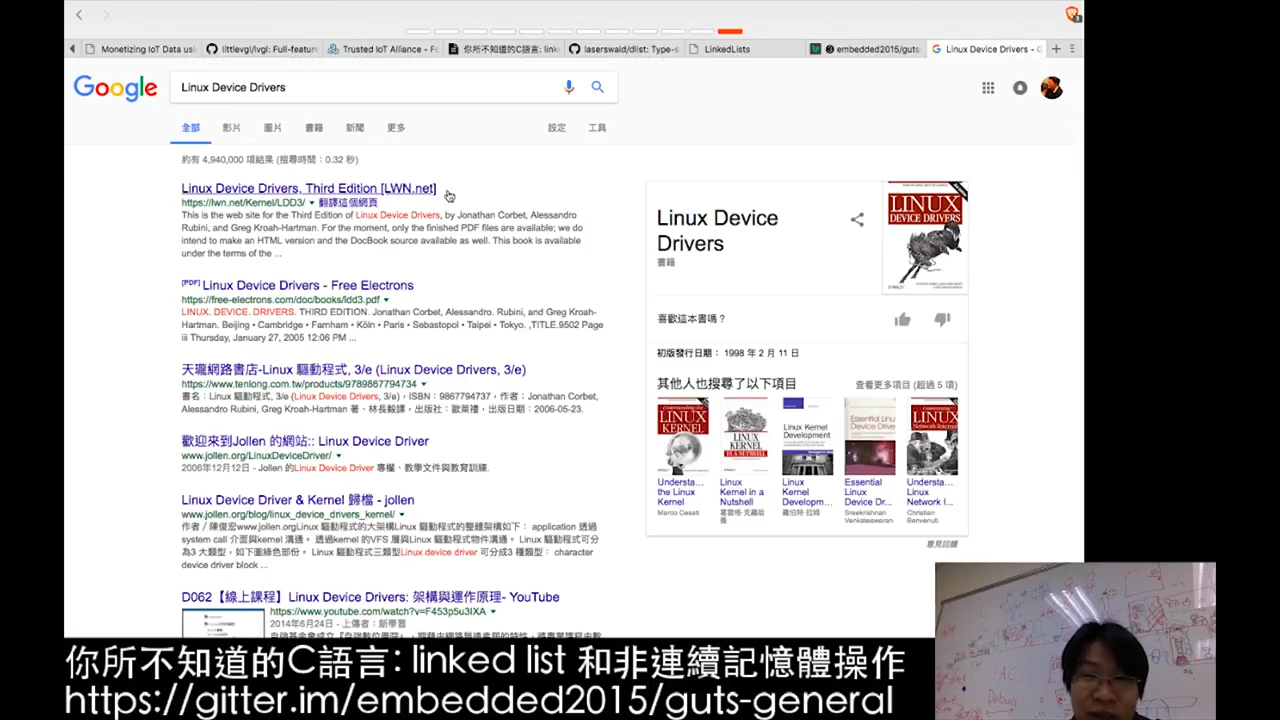 Monetizing IoT Data usi
littlevgl/lvgl: Full-feature
Trusted IoT Alliance - Fo
你所不知道的C語言: link
laserswald/dlist: Type-s
LinkedLists
embedded2015/guts
Linux Device Drivers - G
Google
Linux Device Drivers
全部 影片 圖片 書籍 新聞 更多 設定 工具
約有 4,940,000 項結果 (搜尋時間：0.32 秒)
Linux Device Drivers, Third Edition [LWN.net]
https://lwn.net/Kernel/LDD3/ 翻譯這個網頁
This is the web site for the Third Edition of Linux Device Drivers, by Jonathan Corbet, Alessandro
Rubini, and Greg Kroah-Hartman. For the moment, only the finished PDF files are available; we do
intend to make an HTML version and the DocBook source available as well. This book is available
under the terms of the ...
[PDF] Linux Device Drivers - Free Electrons
https://free-electrons.com/doc/books/ldd3.pdf
LINUX. DEVICE. DRIVERS. THIRD EDITION. Jonathan Corbet, Alessandro. Rubini, and Greg Kroah-
Hartman. Beijing • Cambridge • Farnham • Köln • Paris • Sebastopol • Taipei • Tokyo. ,TITLE.9502 Page
iii Thursday, January 27, 2005 12:06 PM ...
天瓏網路書店-Linux 驅動程式, 3/e (Linux Device Drivers, 3/e)
https://www.tenlong.com.tw/products/9789867794734
書名：Linux 驅動程式, 3/e (Linux Device Drivers, 3/e)，ISBN：9867794737，作者：Jonathan Corbet,
Alessandro Rubini, Greg Kroah-Hartman 著、林長毅譯，出版社：歐萊禮，出版日期：2006-05-23.
歡迎來到Jollen 的網站:: Linux Device Driver
www.jollen.org/LinuxDeviceDriver/
2006年12月12日 - Jollen 的Linux Device Driver 專欄、教學文件與教育訓練.
Linux Device Driver & Kernel 歸檔 - jollen
www.jollen.org/blog/linux_device_drivers_kernel/
作者 / 陳俊宏www.jollen.orgLinux 驅動程式的大架構Linux 驅動程式的整體架構如下： application 透過
system call 介面與kernel 溝通。 透過kernel 的VFS 層與Linux 驅動程式物件溝通。 Linux 驅動程式可分
為3 大類型，如下圖綠色部份。 Linux 驅動程式三類型Linux device driver 可分成3 種類型： character
device driver block ...
D062【線上課程】Linux Device Drivers: 架構與運作原理- YouTube
https://www.youtube.com/watch?v=F453p5u3IXA
2014年6月24日 - 上傳者：新學習
Linux Device
Drivers
書籍
LINUX
DEVICE DRIVERS
O'REILLY
喜歡這本書嗎？
初版發行日期： 1998 年 2 月 11 日
其他人也搜尋了以下項目
查看更多項目 (超過 5 項)
Understa...
the Linux
Kernel
Marco Cesati
Linux
Kernel in a
Nutshell
Linux
Kernel
Developm...
羅伯特·拉姆
Essential
Linux
Device Dr...
Sreekrishnan
Venkateswaran
Understa...
Linux
Network I...
Christian
Benvenuti
意見回饋
Debug
你所不知道的C語言: linked list 和非連續記憶體操作
https://gitter.im/embedded2015/guts-general